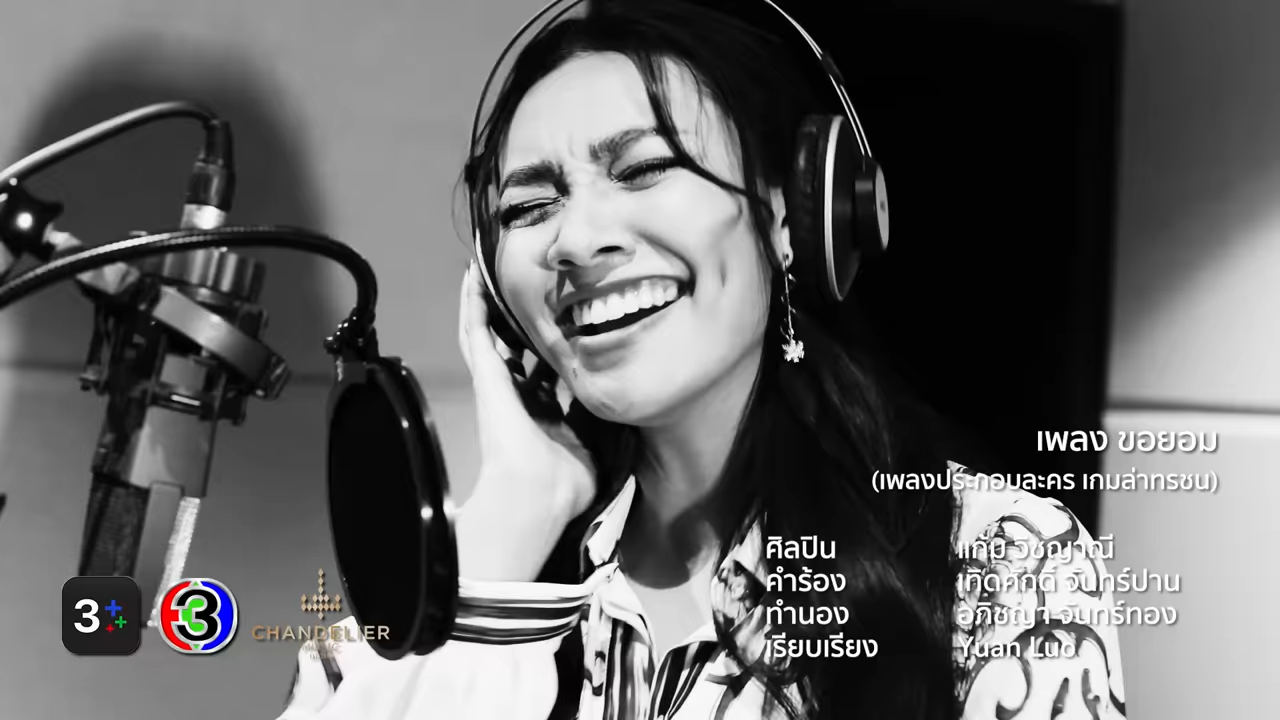 เพลง ขอยอม
(เพลงประกอบละคร เกมล่าทรชน)
ศิลปิน แก้ม วิชญาณี
คำร้อง เทิดศักดิ์ จันทร์ปาน
ทำนอง อภิชญา จันทร์ทอง
เรียบเรียง Yuan Luo
3+
3
CHANDELIER
MUSIC